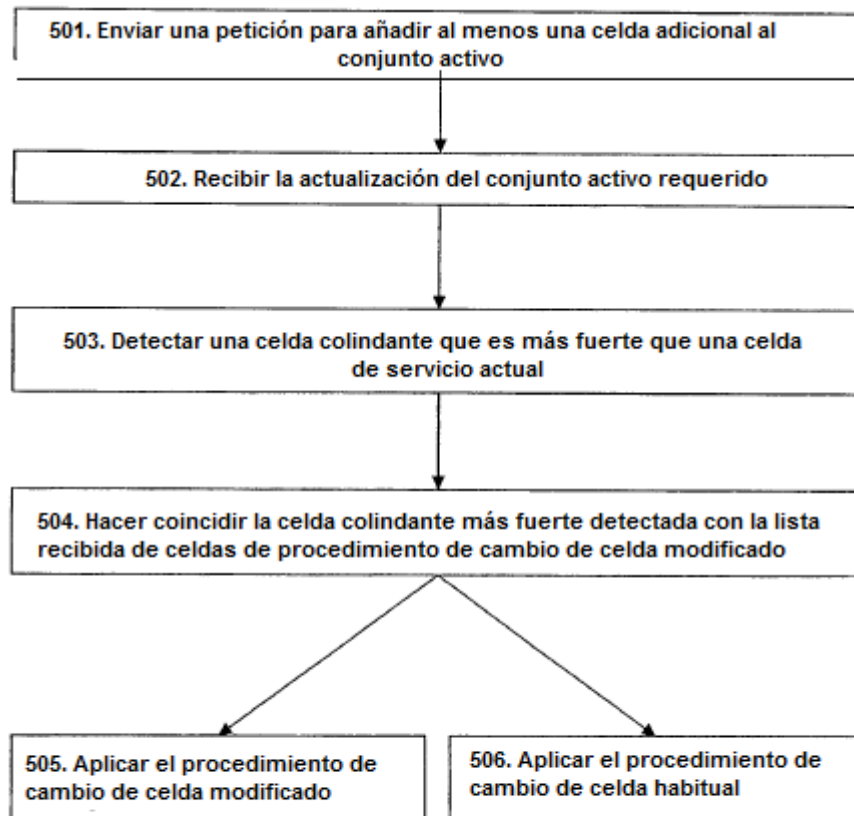 501. Enviar una petición para añadir al menos una celda adicional al
conjunto activo
502. Recibir la actualización del conjunto activo requerido
503. Detectar una celda colindante que es más fuerte que una celda
de servicio actual
504. Hacer coincidir la celda colindante más fuerte detectada con la lista
recibida de celdas de procedimiento de cambio de celda modificado
505. Aplicar el procedimiento de
cambio de celda modificado
506. Aplicar el procedimiento de
cambio de celda habitual